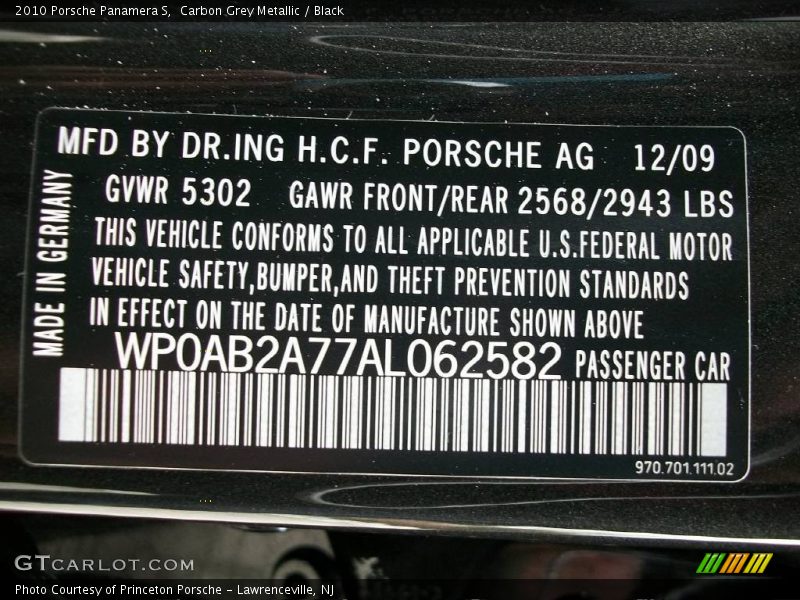 2010 Porsche Panamera S,  Carbon Grey Metallic / Black
MFD BY DR.ING H.C.F. PORSCHE AG 12/09
GVWR 5302 GAWR FRONT/REAR 2568/2943 LBS
THIS VEHICLE CONFORMS TO ALL APPLICABLE U.S.FEDERAL MOTOR
VEHICLE SAFETY,BUMPER,AND THEFT PREVENTION STANDARDS
IN EFFECT ON THE DATE OF MANUFACTURE SHOWN ABOVE
WP0AB2A77AL062582 PASSENGER CAR
MADE IN GERMANY
970.701.111.02
GTCARLOT.COM
Photo Courtesy of Princeton Porsche - Lawrenceville, NJ